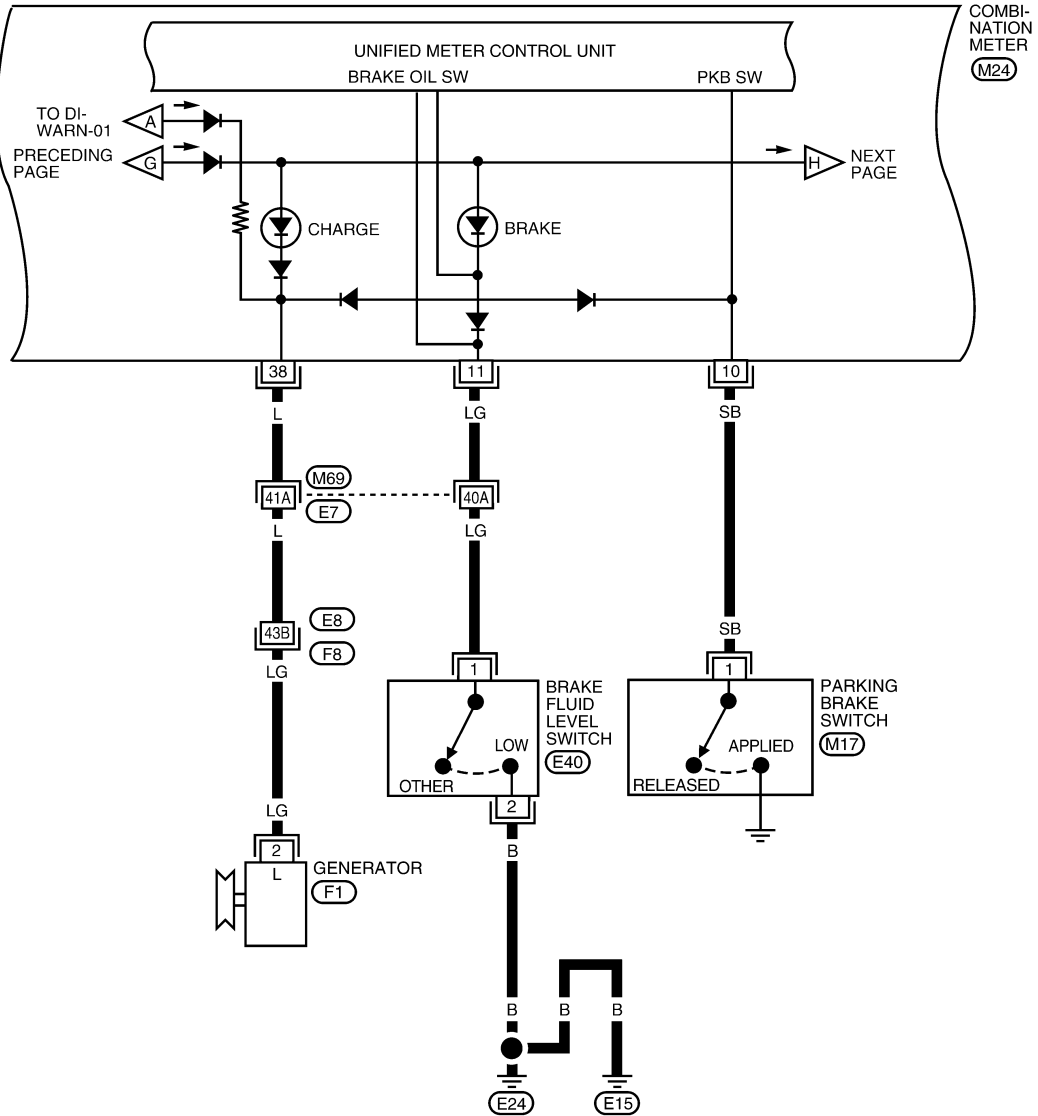 COMBI-
NATION
METER
M24
UNIFIED METER CONTROL UNIT
BRAKE OIL SW
PKB SW
TO DI-
WARN-01
A
PRECEDING
PAGE
G
H
NEXT
PAGE
CHARGE
BRAKE
38
11
10
L
LG
SB
41A
M69
E7
40A
L
LG
43B
E8
F8
LG
SB
1
1
BRAKE
FLUID
LEVEL
SWITCH
E40
LOW
OTHER
PARKING
BRAKE
SWITCH
M17
APPLIED
RELEASED
LG
2
2
L
GENERATOR
F1
B
B
B
B
E24
E15